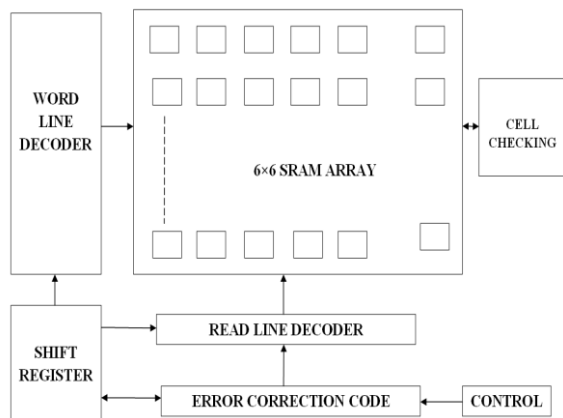 WORD
LINE
DECODER
6×6 SRAM ARRAY
CELL
CHECKING
READ LINE DECODER
SHIFT
REGISTER
ERROR CORRECTION CODE
CONTROL